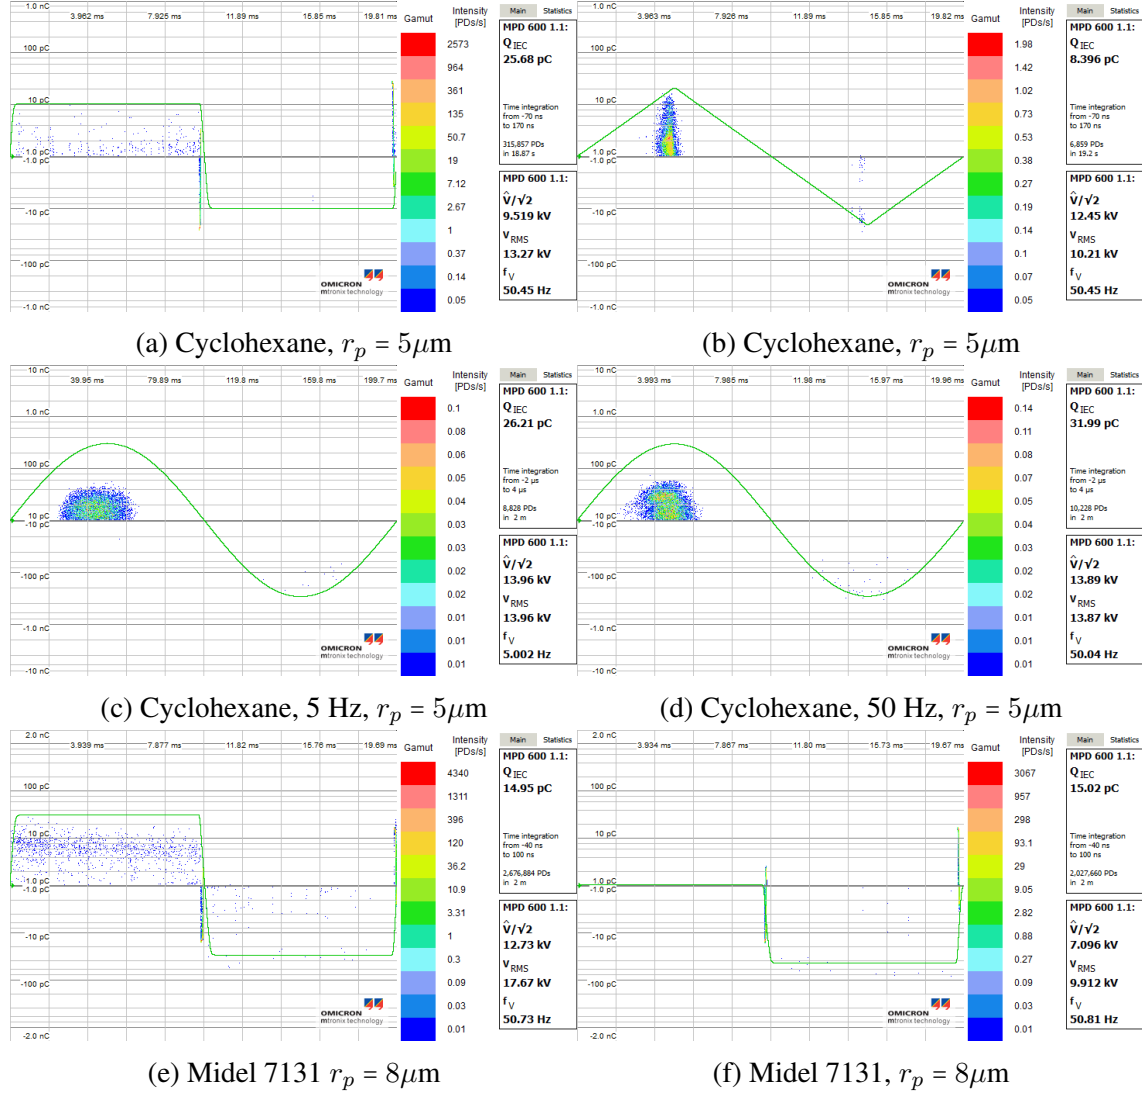 1.0 nC
3.962 ms 7.925 ms 11.89 ms 15.85 ms 19.81 ms
100 pC
10 pC
1.0 pC
-1.0 pC
-10 pC
-100 pC
-1.0 nC
OMICRON
mtronix technology
Gamut
Intensity
[PDs/s]
2573
964
361
135
50.7
19
7.12
2.67
1
0.37
0.14
0.05
Main Statistics
MPD 600 1.1:
Q IEC
25.68 pC
Time integration
from -70 ns
to 170 ns
315,857 PDs
in 18.87 s
MPD 600 1.1:
V̂/√2
9.519 kV
V RMS
13.27 kV
f V
50.45 Hz
(a) Cyclohexane, r_p = 5μm
1.0 nC
3.963 ms 7.926 ms 11.89 ms 15.85 ms 19.82 ms
100 pC
10 pC
1.0 pC
-1.0 pC
-10 pC
-100 pC
-1.0 nC
OMICRON
mtronix technology
Gamut
Intensity
[PDs/s]
1.98
1.42
1.02
0.73
0.53
0.38
0.27
0.19
0.14
0.1
0.07
0.05
Main Statistics
MPD 600 1.1:
Q IEC
8.396 pC
Time integration
from -70 ns
to 170 ns
6,859 PDs
in 19.2 s
MPD 600 1.1:
V̂/√2
12.45 kV
V RMS
10.21 kV
f V
50.45 Hz
(b) Cyclohexane, r_p = 5μm
10 nC
39.95 ms 79.89 ms 119.8 ms 159.8 ms 199.7 ms
1.0 nC
100 pC
10 pC
-10 pC
-100 pC
-1.0 nC
-10 nC
OMICRON
mtronix technology
Gamut
Intensity
[PDs/s]
0.1
0.08
0.06
0.05
0.04
0.03
0.03
0.02
0.02
0.01
0.01
0.01
Main Statistics
MPD 600 1.1:
Q IEC
26.21 pC
Time integration
from -2 µs
to 4 µs
8,828 PDs
in 2 m
MPD 600 1.1:
V̂/√2
13.96 kV
V RMS
13.96 kV
f V
5.002 Hz
(c) Cyclohexane, 5 Hz, r_p = 5μm
10 nC
3.993 ms 7.985 ms 11.98 ms 15.97 ms 19.96 ms
1.0 nC
100 pC
10 pC
-10 pC
-100 pC
-1.0 nC
-10 nC
OMICRON
mtronix technology
Gamut
Intensity
[PDs/s]
0.14
0.11
0.08
0.07
0.05
0.04
0.03
0.02
0.02
0.01
0.01
0.01
Main Statistics
MPD 600 1.1:
Q IEC
31.99 pC
Time integration
from -2 µs
to 4 µs
10,228 PDs
in 2 m
MPD 600 1.1:
V̂/√2
13.89 kV
V RMS
13.87 kV
f V
50.04 Hz
(d) Cyclohexane, 50 Hz, r_p = 5μm
2.0 nC
3.939 ms 7.877 ms 11.82 ms 15.76 ms 19.69 ms
100 pC
10 pC
1.0 pC
-1.0 pC
-10 pC
-100 pC
-2.0 nC
OMICRON
mtronix technology
Gamut
Intensity
[PDs/s]
4340
1311
396
120
36.2
10.9
3.31
1
0.3
0.09
0.03
0.01
Main Statistics
MPD 600 1.1:
Q IEC
14.95 pC
Time integration
from -40 ns
to 100 ns
2,676,884 PDs
in 2 m
MPD 600 1.1:
V̂/√2
12.73 kV
V RMS
17.67 kV
f V
50.73 Hz
(e) Midel 7131 r_p = 8μm
2.0 nC
3.934 ms 7.867 ms 11.80 ms 15.73 ms 19.67 ms
100 pC
10 pC
1.0 pC
-1.0 pC
-10 pC
-100 pC
-2.0 nC
OMICRON
mtronix technology
Gamut
Intensity
[PDs/s]
3067
957
298
93.1
29
9.05
2.82
0.88
0.27
0.09
0.03
0.01
Main Statistics
MPD 600 1.1:
Q IEC
15.02 pC
Time integration
from -40 ns
to 100 ns
2,027,660 PDs
in 2 m
MPD 600 1.1:
V̂/√2
7.096 kV
V RMS
9.912 kV
f V
50.81 Hz
(f) Midel 7131, r_p = 8μm